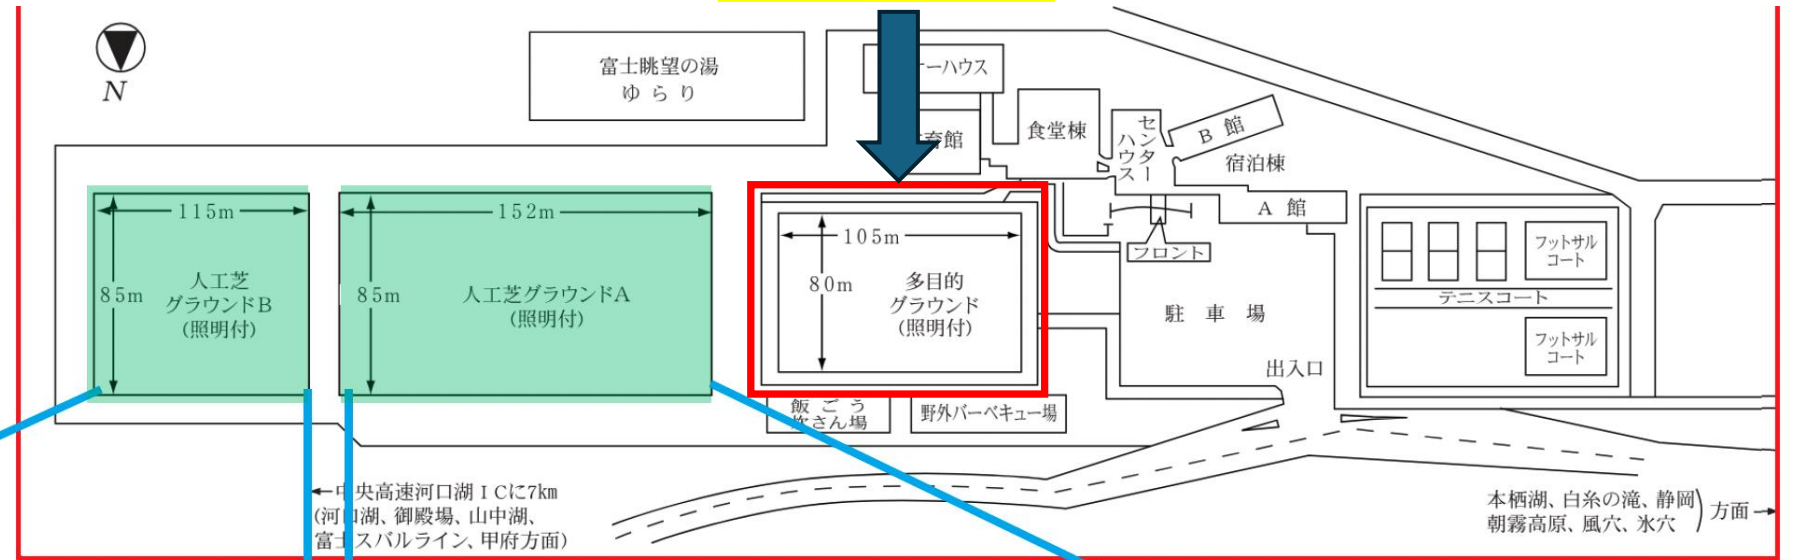 N
富士眺望の湯
ゆらり
ーハウス
育館
食堂棟
センター
ハウス
B 館
宿泊棟
A 館
フロント
115m
85m
人工芝
グラウンドB
(照明付)
152m
85m
人工芝グラウンドA
(照明付)
105m
80m
多目的
グラウンド
(照明付)
駐 車 場
出入口
フットサル
コート
テニスコート
フットサル
コート
飯ごう
炊さん場
野外バーベキュー場
←中央高速河口湖ICに7km
(河口湖、御殿場、山中湖、
富士スバルライン、甲府方面)
本栖湖、白糸の滝、静岡
朝霧高原、風穴、氷穴
)方面→